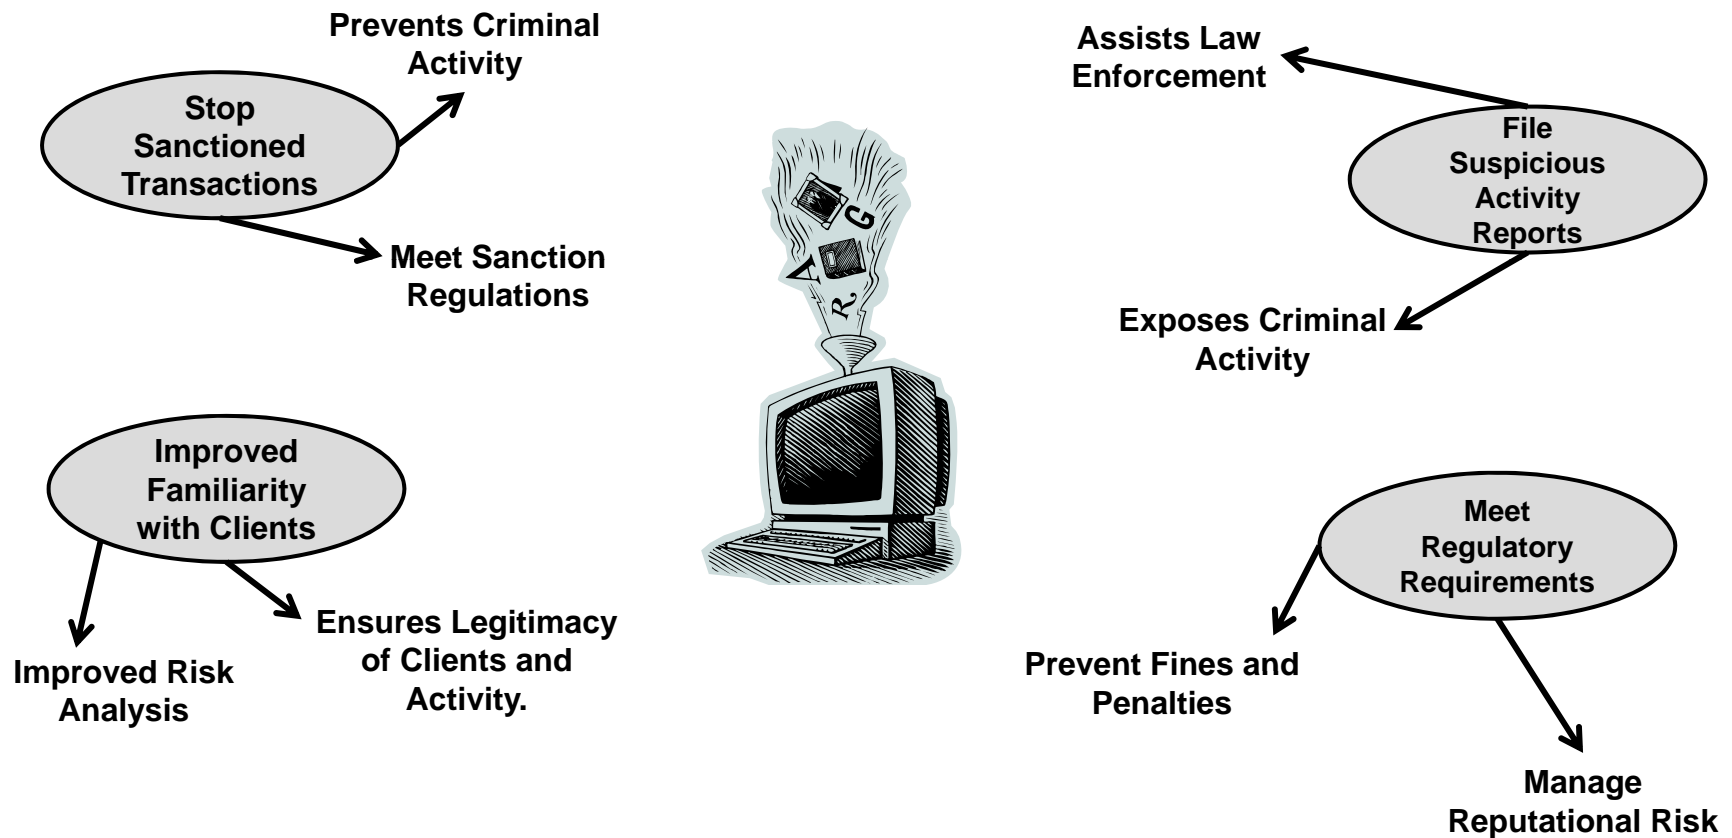 Prevents Criminal
Activity
Stop
Sanctioned
Transactions
Meet Sanction
Regulations
Assists Law
Enforcement
File
Suspicious
Activity
Reports
Exposes Criminal
Activity
G
A
R
Improved
Familiarity
with Clients
Improved Risk
Analysis
Ensures Legitimacy
of Clients and
Activity.
Meet
Regulatory
Requirements
Prevent Fines and
Penalties
Manage
Reputational Risk